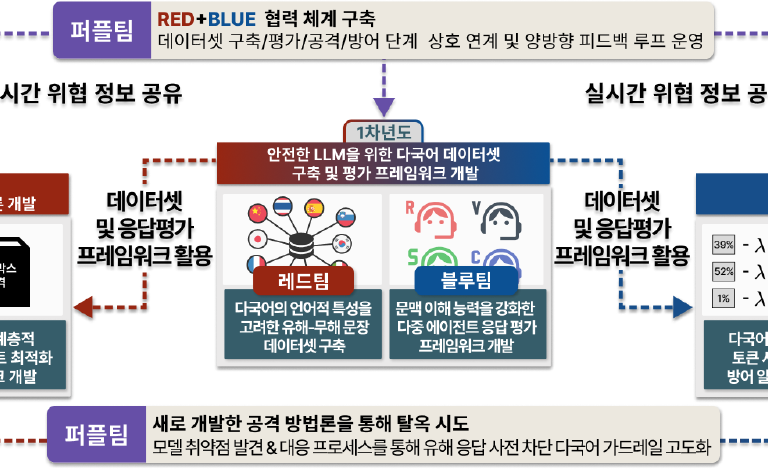 퍼플팀
RED+BLUE 협력 체계 구축
데이터셋 구축/평가/공격/방어 단계 상호 연계 및 양방향 피드백 루프 운영
시간 위협 정보 공유
실시간 위협 정보 공
1차년도
안전한 LLM을 위한 다국어 데이터셋
구축 및 평가 프레임워크 개발
개발
데이터셋
및 응답평가
프레임워크 활용
데이터셋
및 응답평가
프레임워크 활용
R
V
S
C
39% - λ
52% - λ
1% - λ
박스
격
레드팀
블루팀
다국어의 언어적 특성을
고려한 유해-무해 문장
데이터셋 구축
문맥 이해 능력을 강화한
다중 에이전트 응답 평가
프레임워크 개발
계층적
트 최적화
크 개발
다국어
토큰 시
방어 알
퍼플팀
새로 개발한 공격 방법론을 통해 탈옥 시도
모델 취약점 발견 & 대응 프로세스를 통해 유해 응답 사전 차단 다국어 가드레일 고도화